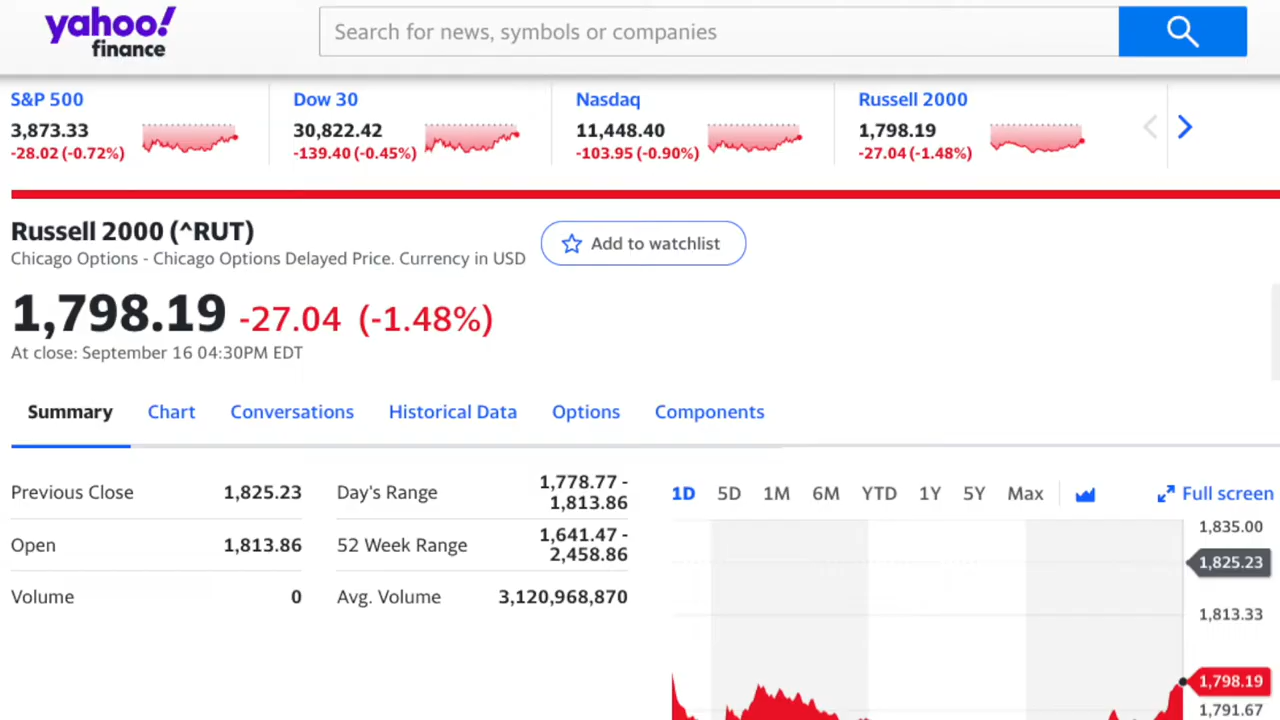 yahoo!
finance
Search for news, symbols or companies
S&P 500
3,873.33
-28.02 (-0.72%)
Dow 30
30,822.42
-139.40 (-0.45%)
Nasdaq
11,448.40
-103.95 (-0.90%)
Russell 2000
1,798.19
-27.04 (-1.48%)
Russell 2000 (^RUT)
Chicago Options - Chicago Options Delayed Price. Currency in USD
Add to watchlist
1,798.19 -27.04 (-1.48%)
At close: September 16 04:30PM EDT
Summary Chart Conversations Historical Data Options Components
Previous Close 1,825.23
Open 1,813.86
Volume 0
Day's Range 1,778.77 -
1,813.86
52 Week Range 1,641.47 -
2,458.86
Avg. Volume 3,120,968,870
1D 5D 1M 6M YTD 1Y 5Y Max Full screen
1,835.00
1,825.23
1,813.33
1,798.19
1,791.67